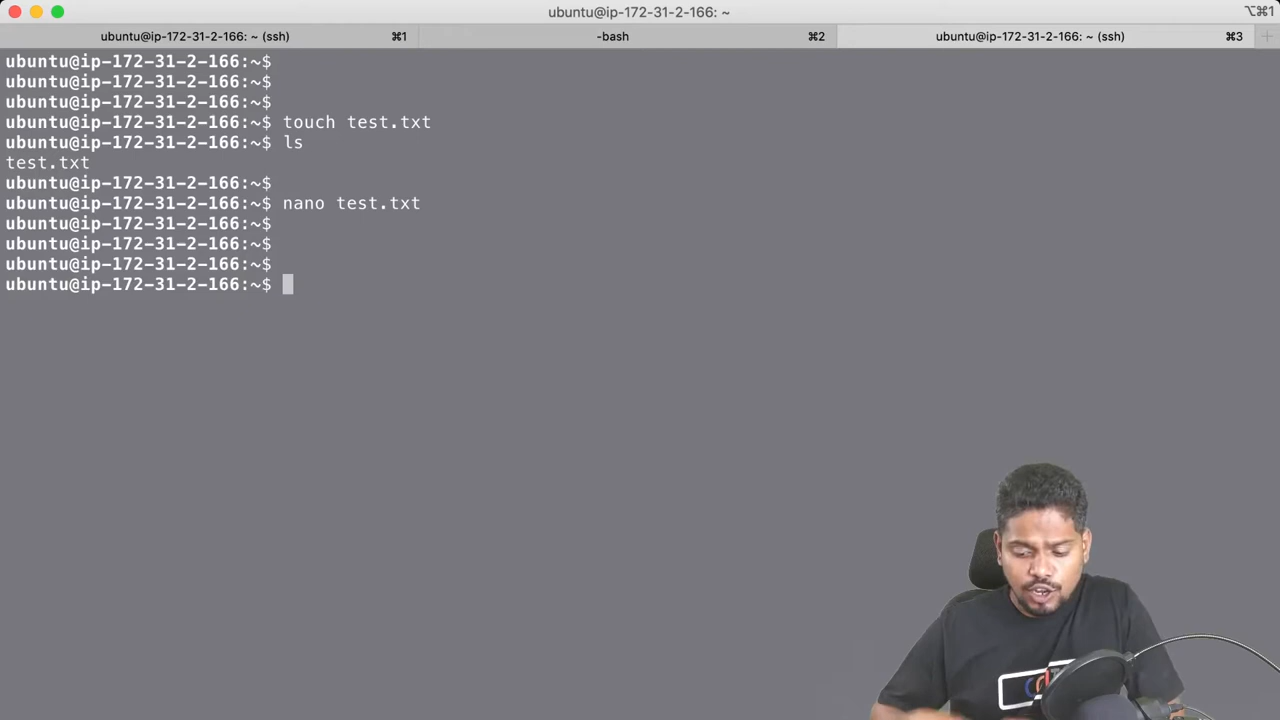 ubuntu@ip-172-31-2-166: ~
⌥⌘1
ubuntu@ip-172-31-2-166: ~ (ssh) ⌘1 -bash ⌘2 ubuntu@ip-172-31-2-166: ~ (ssh) ⌘3 +
ubuntu@ip-172-31-2-166:~$
ubuntu@ip-172-31-2-166:~$
ubuntu@ip-172-31-2-166:~$
ubuntu@ip-172-31-2-166:~$ touch test.txt
ubuntu@ip-172-31-2-166:~$ ls
test.txt
ubuntu@ip-172-31-2-166:~$
ubuntu@ip-172-31-2-166:~$ nano test.txt
ubuntu@ip-172-31-2-166:~$
ubuntu@ip-172-31-2-166:~$
ubuntu@ip-172-31-2-166:~$
ubuntu@ip-172-31-2-166:~$